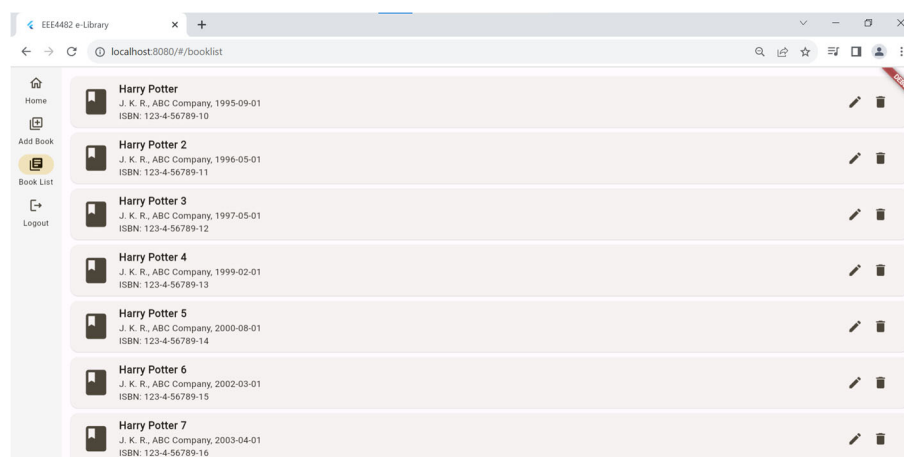 EEE4482 e-Library
localhost:8080/#/booklist
Home
Add Book
Book List
Logout
Harry Potter
J. K. R., ABC Company, 1995-09-01
ISBN: 123-4-56789-10
Harry Potter 2
J. K. R., ABC Company, 1996-05-01
ISBN: 123-4-56789-11
Harry Potter 3
J. K. R., ABC Company, 1997-05-01
ISBN: 123-4-56789-12
Harry Potter 4
J. K. R., ABC Company, 1999-02-01
ISBN: 123-4-56789-13
Harry Potter 5
J. K. R., ABC Company, 2000-08-01
ISBN: 123-4-56789-14
Harry Potter 6
J. K. R., ABC Company, 2002-03-01
ISBN: 123-4-56789-15
Harry Potter 7
J. K. R., ABC Company, 2003-04-01
ISBN: 123-4-56789-16